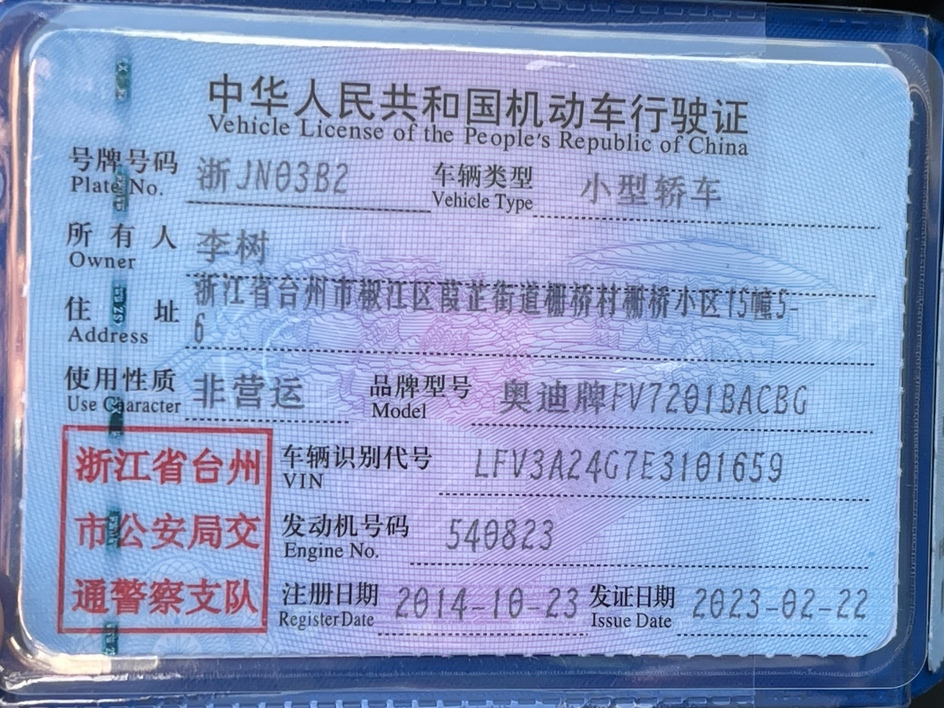 中华人民共和国机动车行驶证
Vehicle License of the People's Republic of China
号牌号码 浙JN03B2 车辆类型 小型轿车
Plate No. Vehicle Type
所有人 李树
Owner
住址 浙江省台州市椒江区葭芷街道栅桥村栅桥小区15幢5-
Address 6
使用性质 非营运 品牌型号 奥迪牌FV7201BACBG
Use Character Model
浙江省台州 车辆识别代号 LFV3A24G7E3101659
VIN
市公安局交 发动机号码 540823
Engine No.
通警察支队 注册日期 2014-10-23 发证日期 2023-02-22
Register Date Issue Date